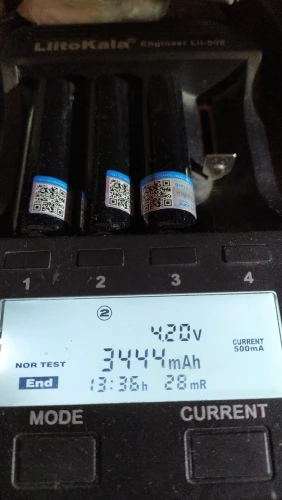 LiitoKala Engineer Lii-500
1 2 3 4
②
4.20v
CURRENT
500mA
NOR TEST
3444mAh
End
13:36h 28mR
MODE CURRENT